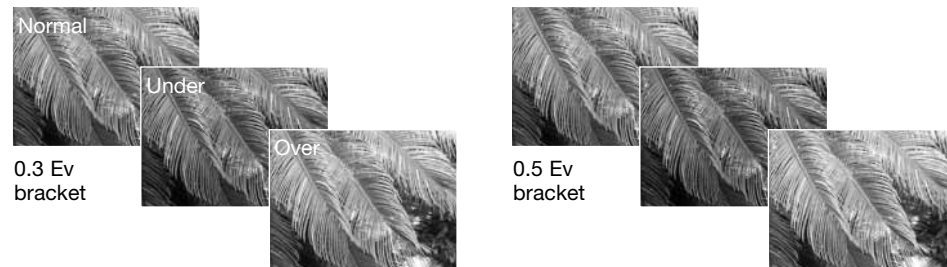 Normal
Under
Over
0.3 Ev
bracket
0.5 Ev
bracket